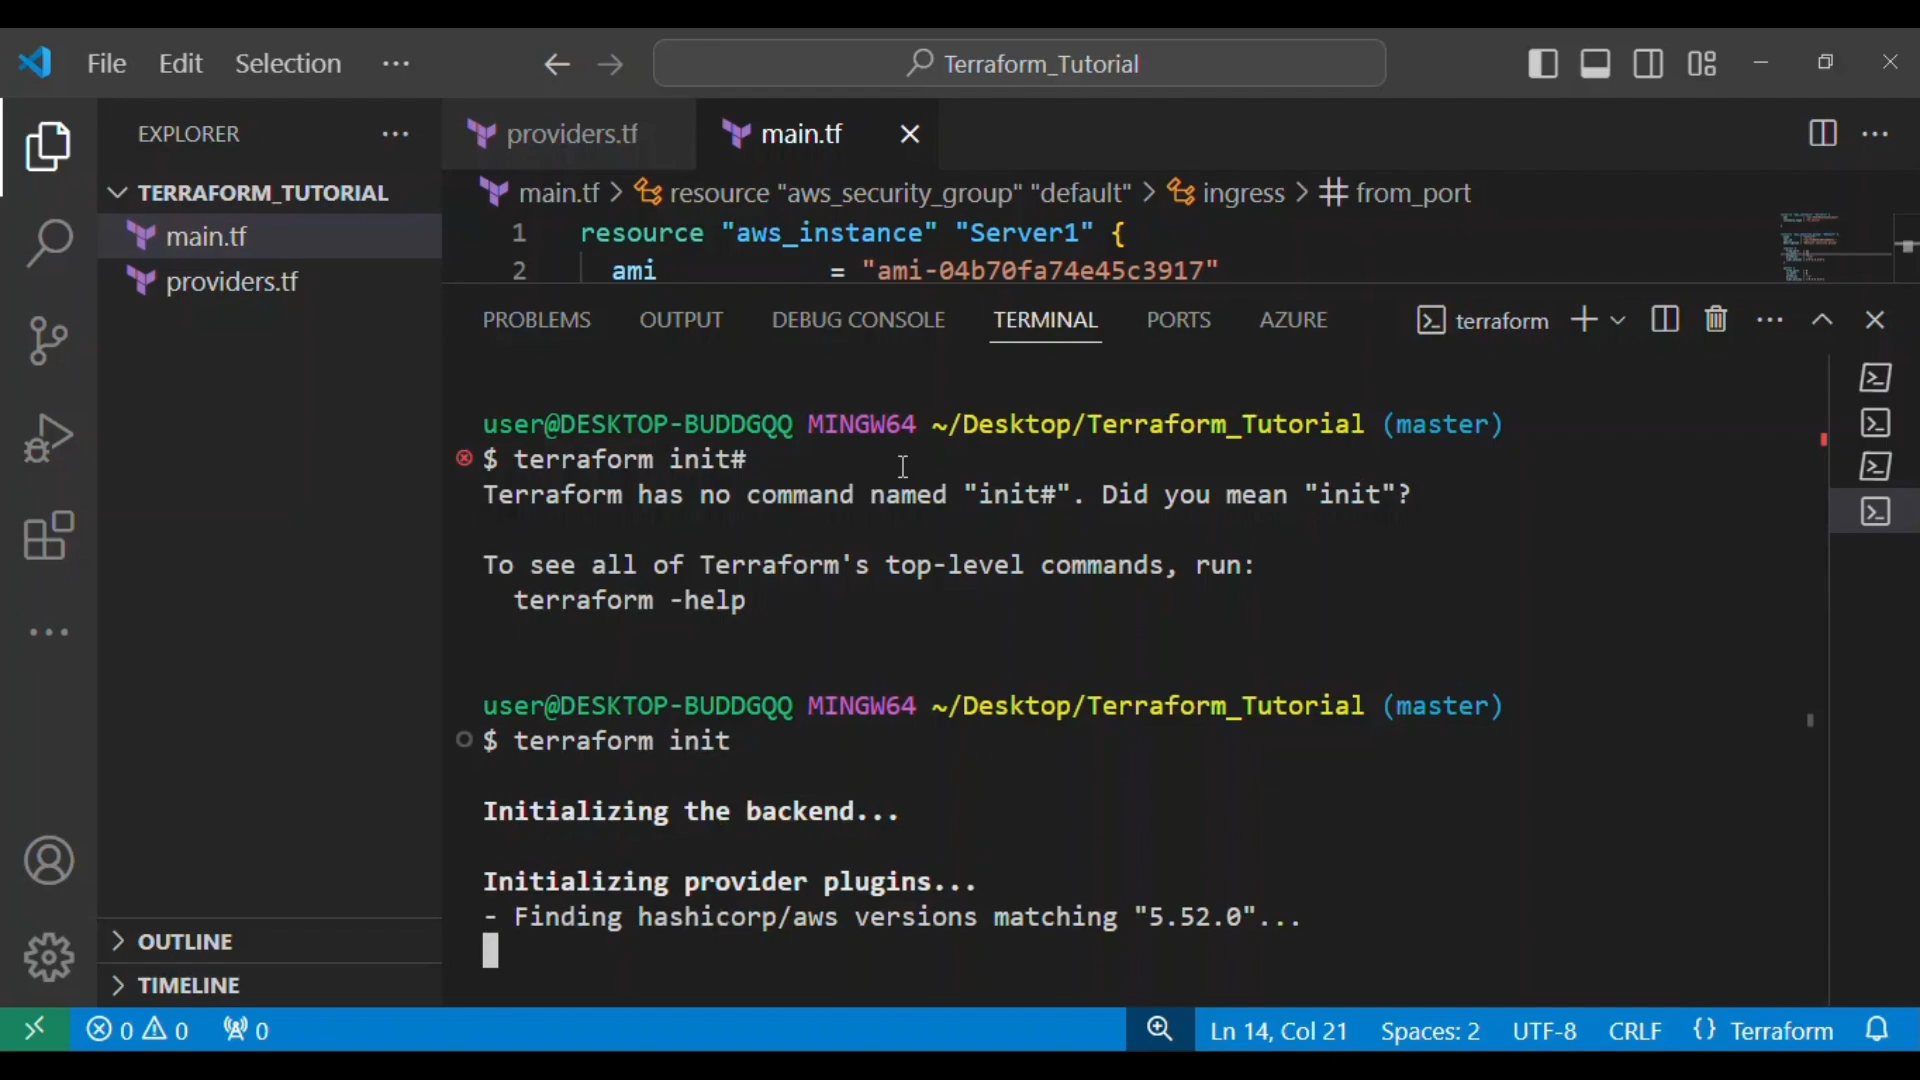 File Edit Selection ··· Terraform_Tutorial
EXPLORER ···
providers.tf main.tf
TERRAFORM_TUTORIAL
main.tf
providers.tf
main.tf > resource "aws_security_group" "default" > ingress > # from_port
1 resource "aws_instance" "Server1" {
2 ami = "ami-04b70fa74e45c3917"
PROBLEMS OUTPUT DEBUG CONSOLE TERMINAL PORTS AZURE terraform
user@DESKTOP-BUDDGQQ MINGW64 ~/Desktop/Terraform_Tutorial (master)
$ terraform init#
Terraform has no command named "init#". Did you mean "init"?
To see all of Terraform's top-level commands, run:
terraform -help
user@DESKTOP-BUDDGQQ MINGW64 ~/Desktop/Terraform_Tutorial (master)
$ terraform init
Initializing the backend...
Initializing provider plugins...
- Finding hashicorp/aws versions matching "5.52.0"...
OUTLINE
TIMELINE
0 0 0 Ln 14, Col 21 Spaces: 2 UTF-8 CRLF {} Terraform